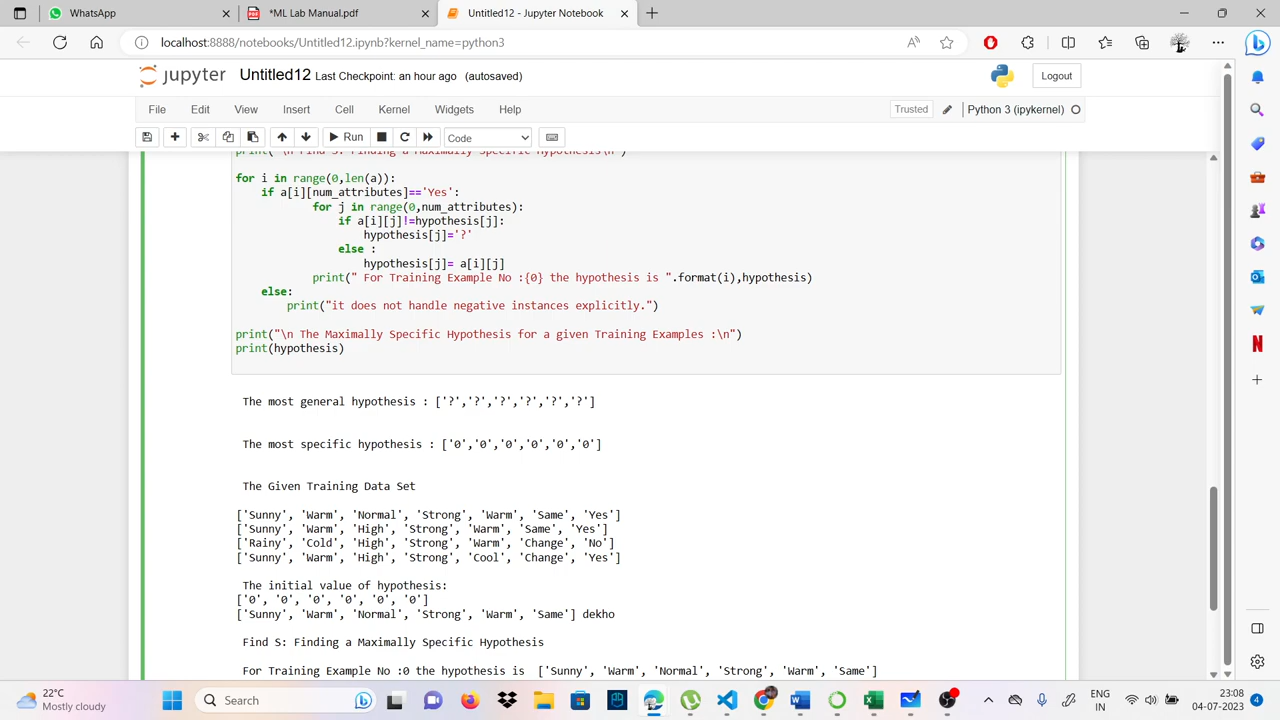 WhatsApp
*ML Lab Manual.pdf
Untitled12 - Jupyter Notebook
localhost:8888/notebooks/Untitled12.ipynb?kernel_name=python3
jupyter Untitled12 Last Checkpoint: an hour ago (autosaved)
Logout
File Edit View Insert Cell Kernel Widgets Help
Trusted Python 3 (ipykernel)
Run Code
print("\n Find S: Finding a Maximally Specific Hypothesis\n")
for i in range(0,len(a)):
if a[i][num_attributes]=='Yes':
for j in range(0,num_attributes):
if a[i][j]!=hypothesis[j]:
hypothesis[j]='?'
else :
hypothesis[j]= a[i][j]
print(" For Training Example No :{0} the hypothesis is ".format(i),hypothesis)
else:
print("it does not handle negative instances explicitly.")
print("\n The Maximally Specific Hypothesis for a given Training Examples :\n")
print(hypothesis)
The most general hypothesis : ['?','?','?','?','?','?']
The most specific hypothesis : ['0','0','0','0','0','0']
The Given Training Data Set
['Sunny', 'Warm', 'Normal', 'Strong', 'Warm', 'Same', 'Yes']
['Sunny', 'Warm', 'High', 'Strong', 'Warm', 'Same', 'Yes']
['Rainy', 'Cold', 'High', 'Strong', 'Warm', 'Change', 'No']
['Sunny', 'Warm', 'High', 'Strong', 'Cool', 'Change', 'Yes']
The initial value of hypothesis:
['0', '0', '0', '0', '0', '0']
['Sunny', 'Warm', 'Normal', 'Strong', 'Warm', 'Same'] dekho
Find S: Finding a Maximally Specific Hypothesis
For Training Example No :0 the hypothesis is ['Sunny', 'Warm', 'Normal', 'Strong', 'Warm', 'Same']
22°C
Mostly cloudy
Search
ENG
IN
23:08
04-07-2023
4